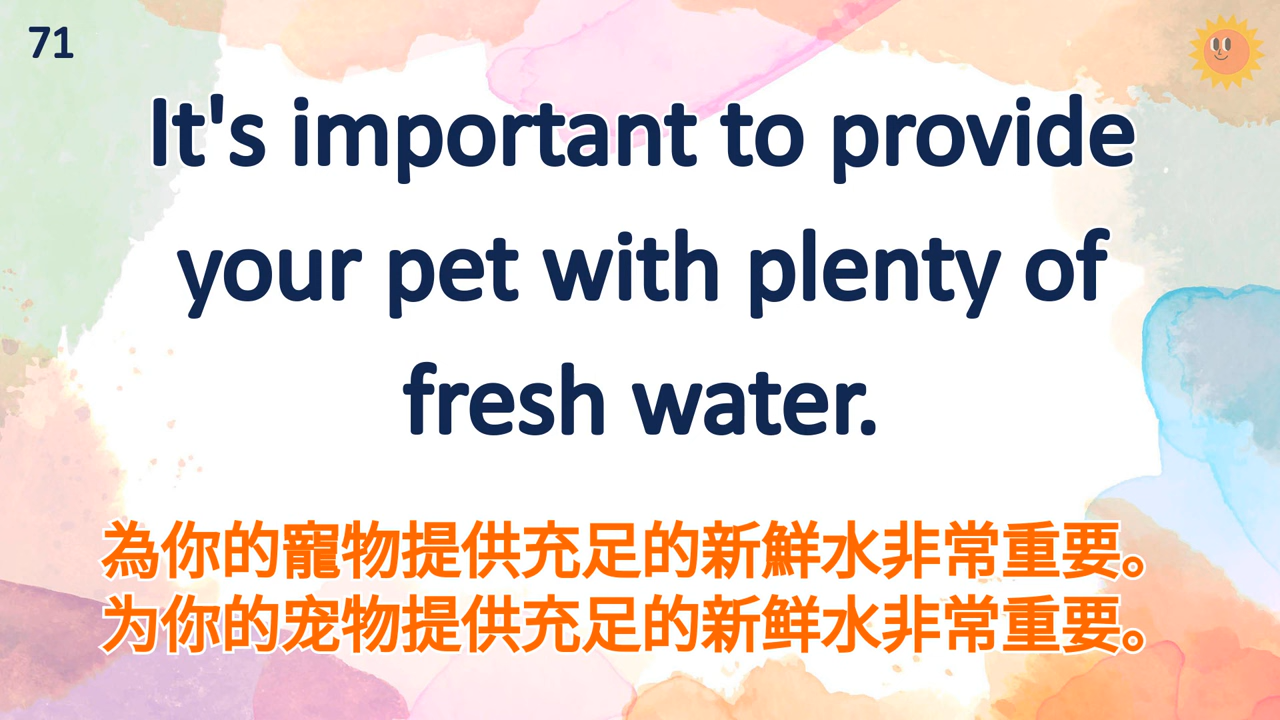 71
It's important to provide
your pet with plenty of
fresh water.
為你的寵物提供充足的新鮮水非常重要。
为你的宠物提供充足的新鲜水非常重要。